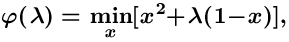 φ(λ) = min_x[x²+λ(1−x)],